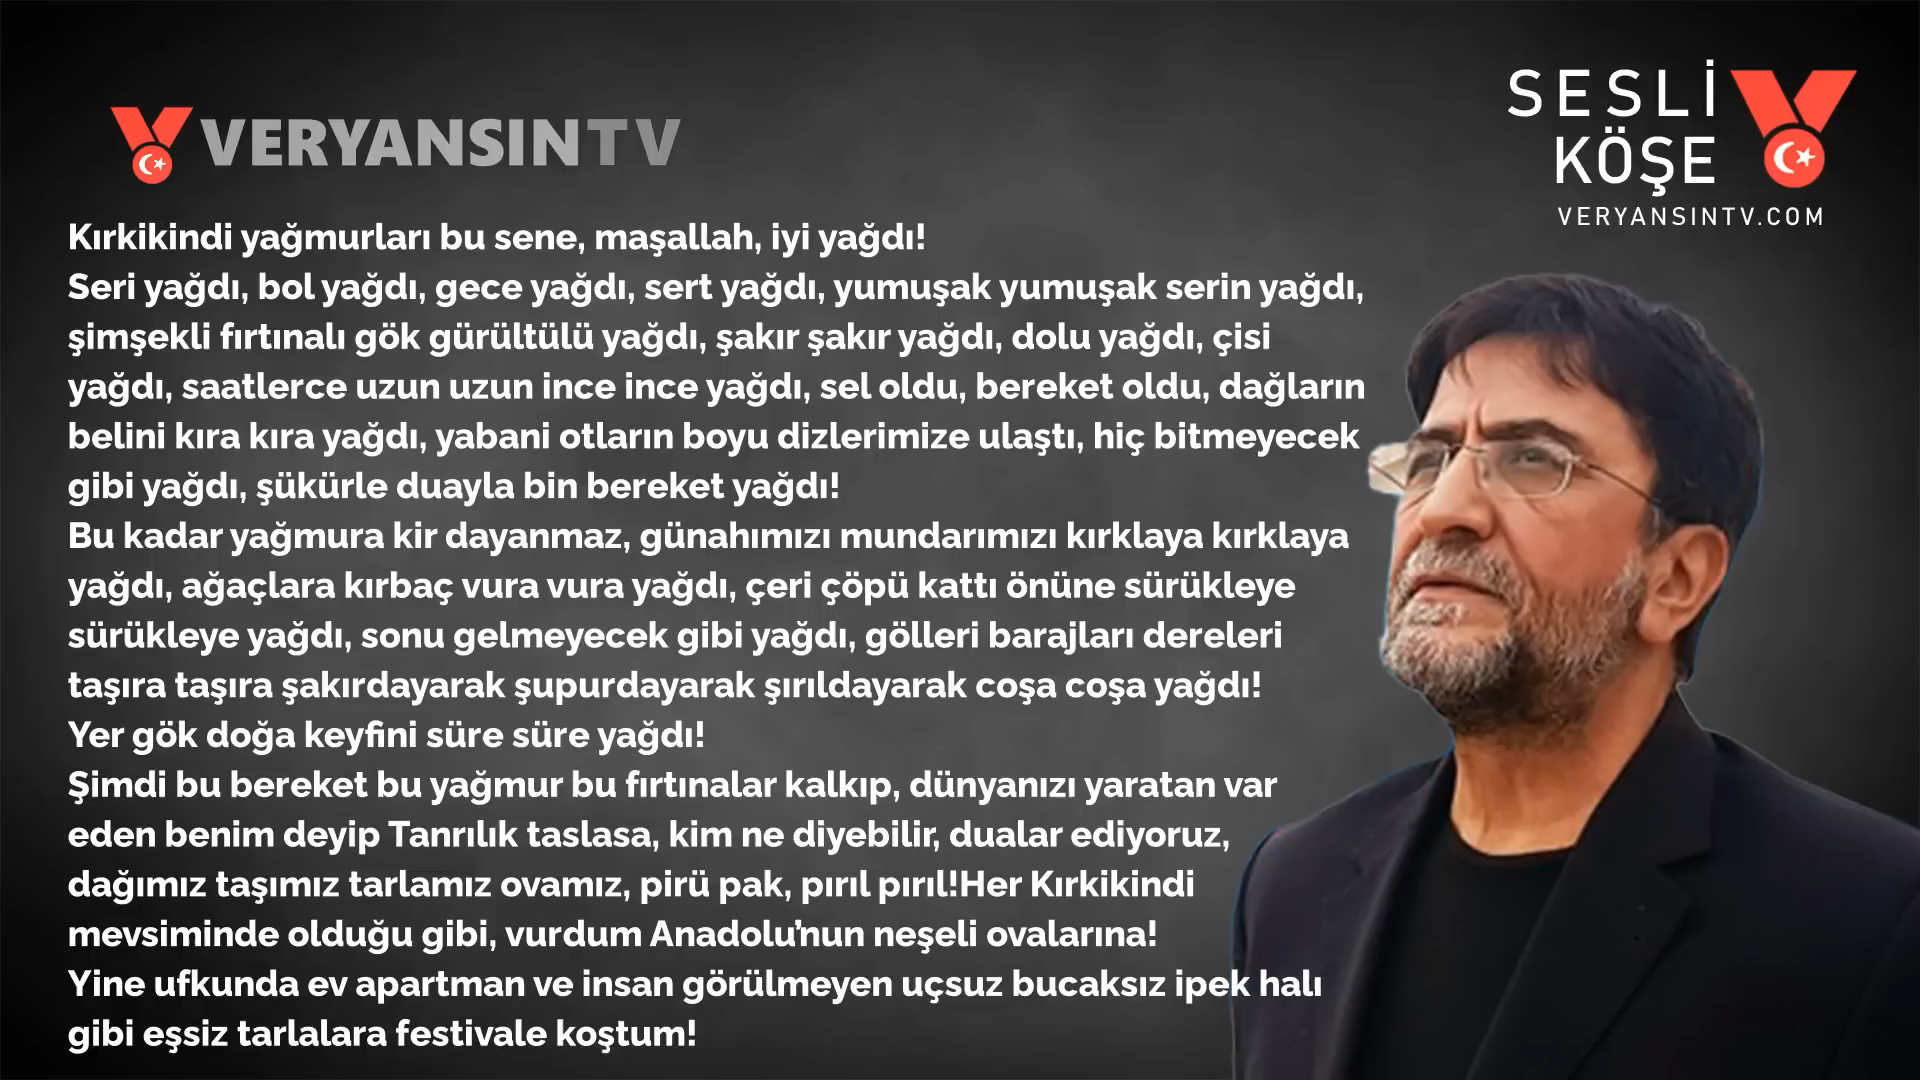 VERYANSINTV
SESLİ
KÖŞE
VERYANSINTV.COM
Kırkikindi yağmurları bu sene, maşallah, iyi yağdı!
Seri yağdı, bol yağdı, gece yağdı, sert yağdı, yumuşak yumuşak serin yağdı,
şimşekli fırtınalı gök gürültülü yağdı, şakır şakır yağdı, dolu yağdı, çisi
yağdı, saatlerce uzun uzun ince ince yağdı, sel oldu, bereket oldu, dağların
belini kıra kıra yağdı, yabani otların boyu dizlerimize ulaştı, hiç bitmeyecek
gibi yağdı, şükürle duayla bin bereket yağdı!
Bu kadar yağmura kir dayanmaz, günahımızı mundarımızı kırklaya kırklaya
yağdı, ağaçlara kırbaç vura vura yağdı, çeri çöpü kattı önüne sürükleye
sürükleye yağdı, sonu gelmeyecek gibi yağdı, gölleri barajları dereleri
taşıra taşıra şakırdayarak şupurdayarak şırıldayarak coşa coşa yağdı!
Yer gök doğa keyfini süre süre yağdı!
Şimdi bu bereket bu yağmur bu fırtınalar kalkıp, dünyanızı yaratan var
eden benim deyip Tanrılık taslasa, kim ne diyebilir, dualar ediyoruz,
dağımız taşımız tarlamız ovamız, pirü pak, pırıl pırıl!Her Kırkikindi
mevsiminde olduğu gibi, vurdum Anadolu’nun neşeli ovalarına!
Yine ufkunda ev apartman ve insan görülmeyen uçsuz bucaksız ipek halı
gibi eşsiz tarlalara festivale koştum!